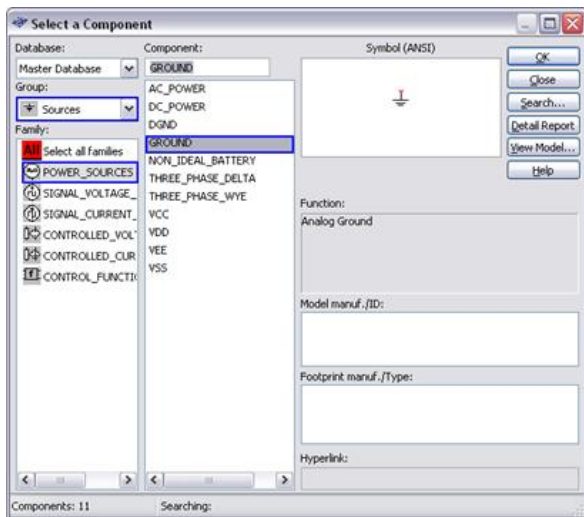 Select a Component
Database:
Master Database
Group:
Sources
Family:
All Select all families
POWER_SOURCES
SIGNAL_VOLTAGE_
SIGNAL_CURRENT_
CONTROLLED_VOL
CONTROLLED_CUR
CONTROL_FUNCTI
Component:
GROUND
AC_POWER
DC_POWER
DGND
GROUND
NON_IDEAL_BATTERY
THREE_PHASE_DELTA
THREE_PHASE_WYE
VCC
VDD
VEE
VSS
Symbol (ANSI)
Function:
Analog Ground
Model manuf./ID:
Footprint manuf./Type:
Hyperlink:
OK
Close
Search...
Detail Report
View Model...
Help
Components: 11
Searching: